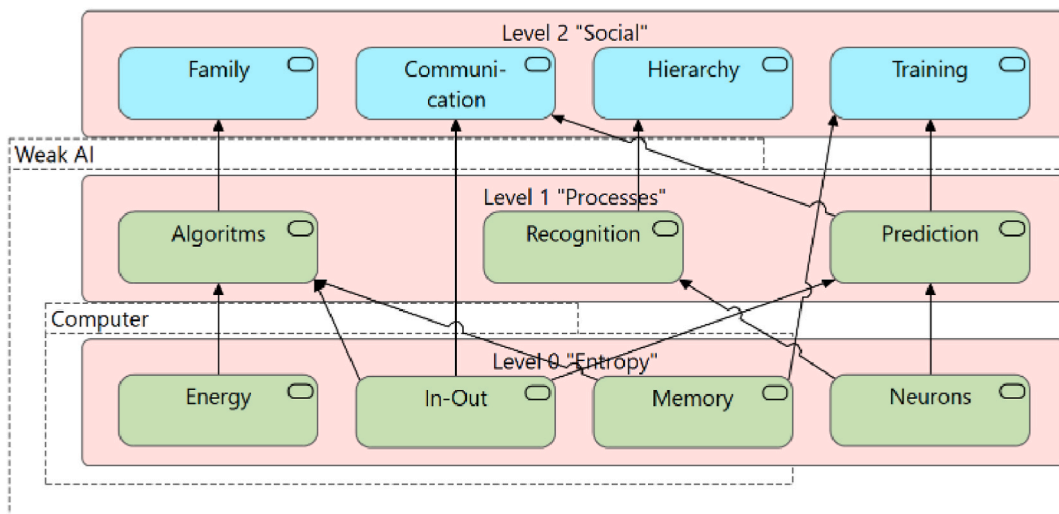 Level 2 "Social"
Family
Communi-
cation
Hierarchy
Training
Weak AI
Level 1 "Processes"
Algoritms
Recognition
Prediction
Computer
Level 0 "Entropy"
Energy
In-Out
Memory
Neurons